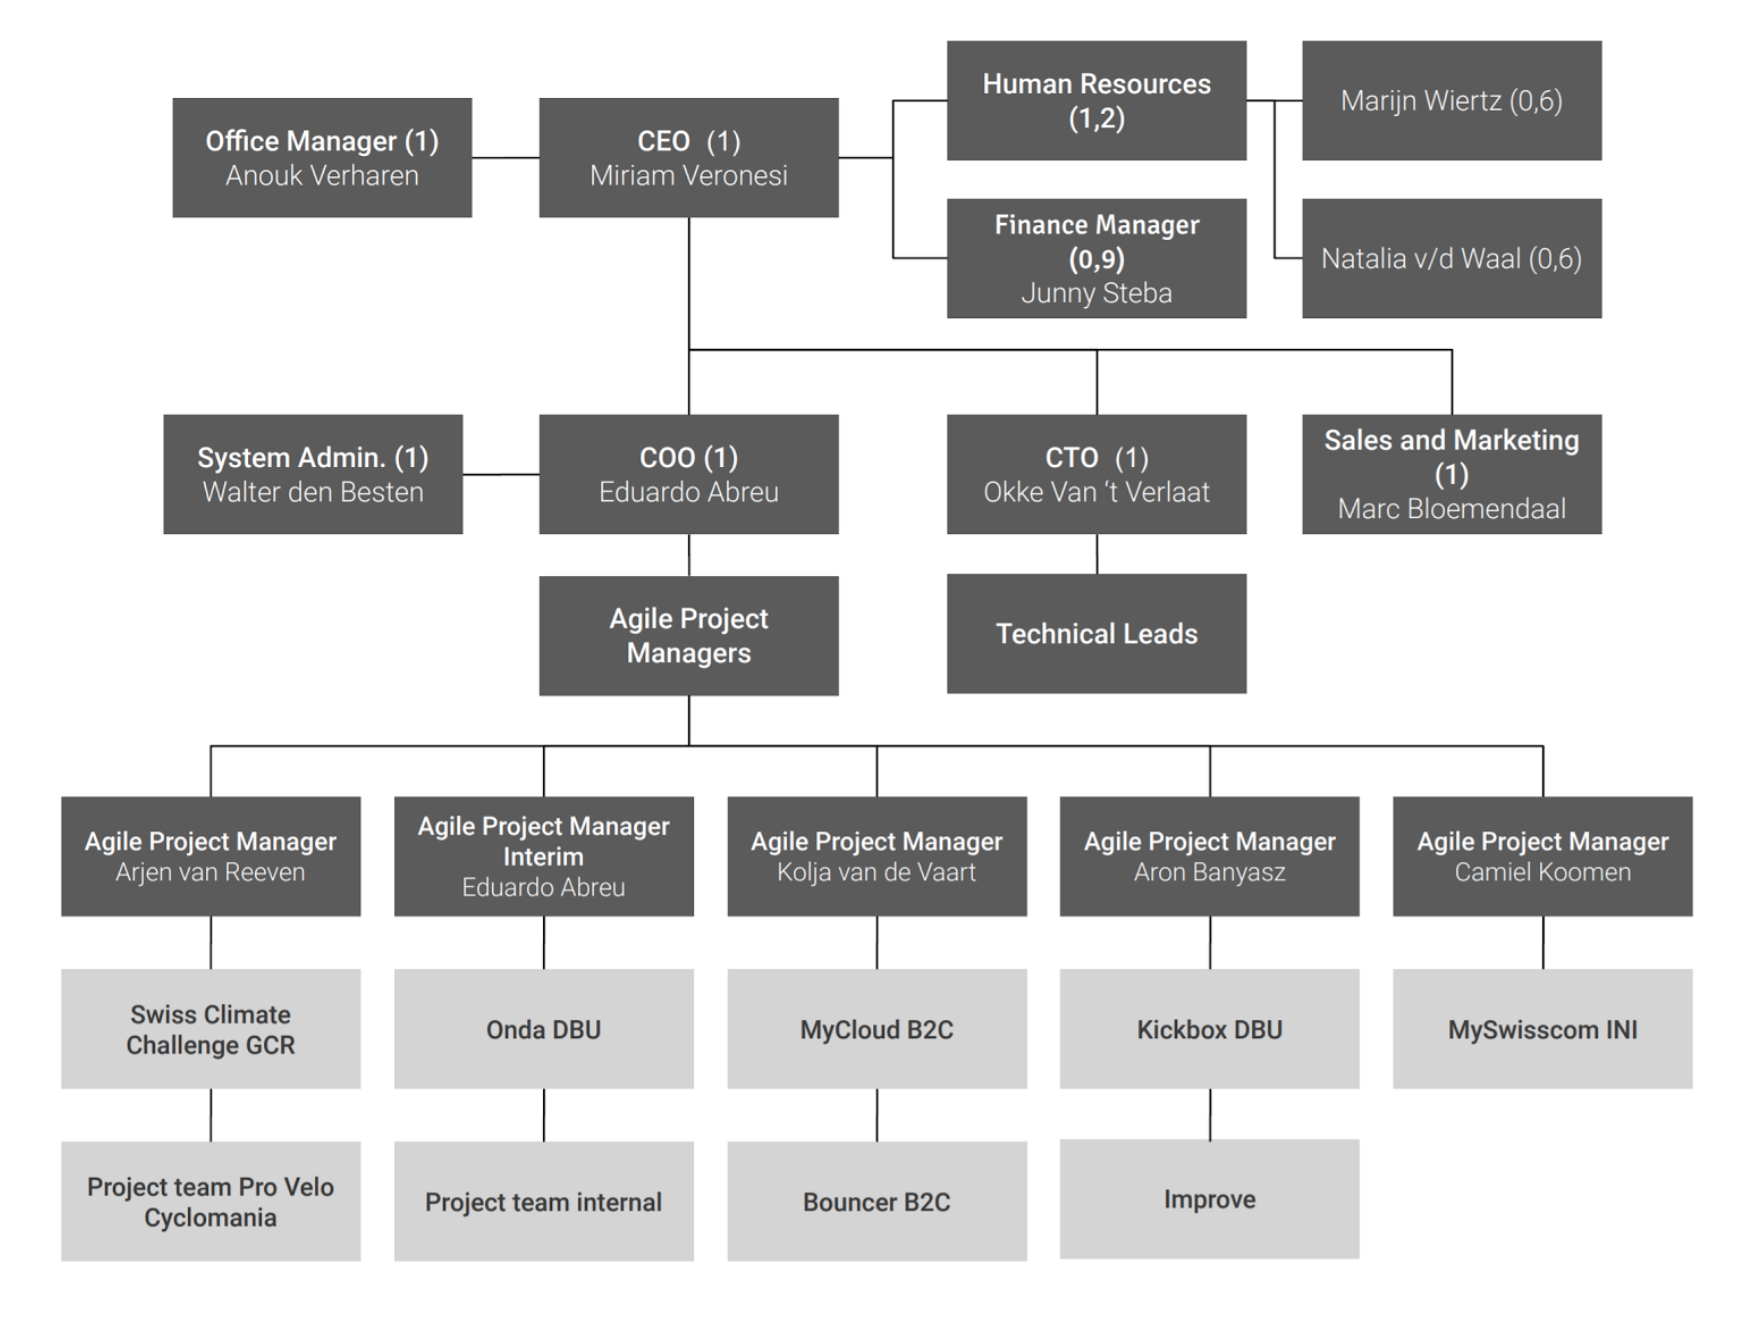 Human Resources
(1,2)
Marijn Wiertz (0,6)
Office Manager (1)
Anouk Verharen
CEO (1)
Miriam Veronesi
Finance Manager
(0,9)
Junny Steba
Natalia v/d Waal (0,6)
System Admin. (1)
Walter den Besten
COO (1)
Eduardo Abreu
CTO (1)
Okke Van ‘t Verlaat
Sales and Marketing
(1)
Marc Bloemendaal
Agile Project
Managers
Technical Leads
Agile Project Manager
Arjen van Reeven
Agile Project Manager
Interim
Eduardo Abreu
Agile Project Manager
Kolja van de Vaart
Agile Project Manager
Aron Banyasz
Agile Project Manager
Camiel Koomen
Swiss Climate
Challenge GCR
Onda DBU
MyCloud B2C
Kickbox DBU
MySwisscom INI
Project team Pro Velo
Cyclomania
Project team internal
Bouncer B2C
Improve